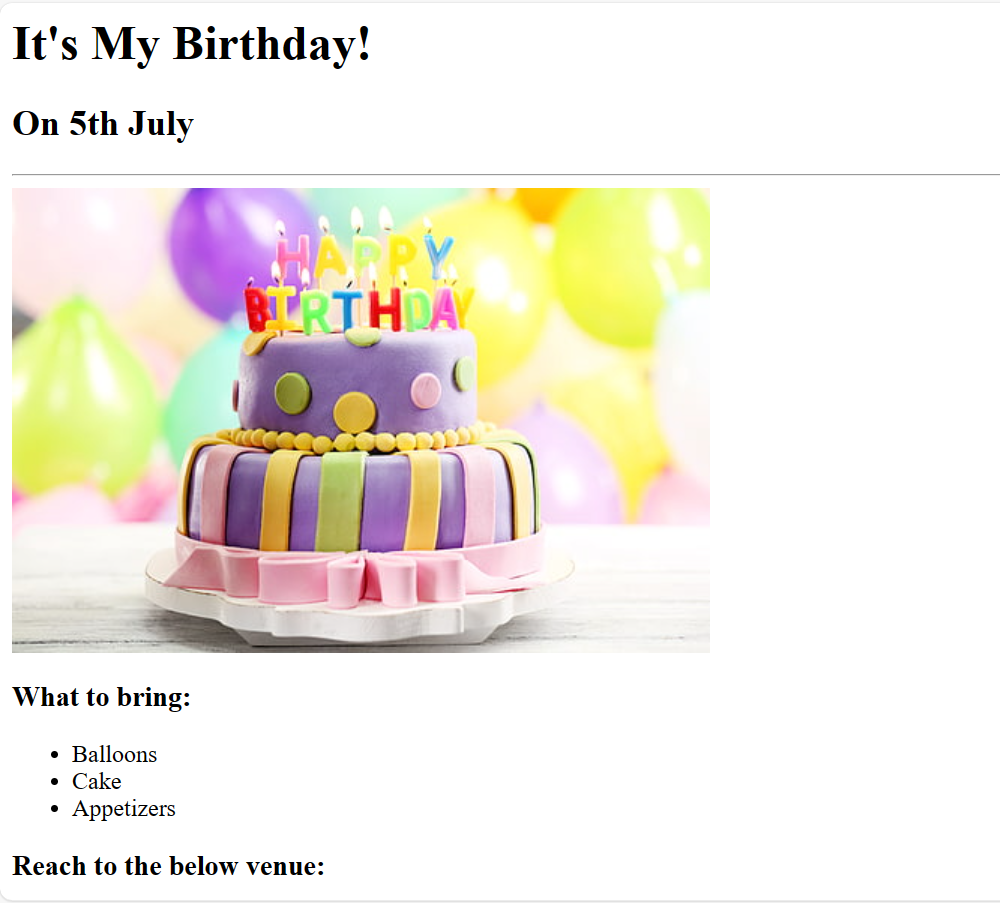 It's My Birthday!
On 5th July
HAPPY
BIRTHDAY
What to bring:
Balloons
Cake
Appetizers
Reach to the below venue: